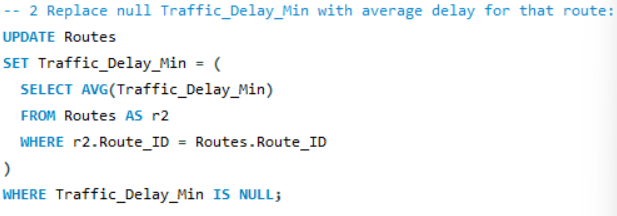 -- 2 Replace null Traffic_Delay_Min with average delay for that route:
UPDATE Routes
SET Traffic_Delay_Min = (
  SELECT AVG(Traffic_Delay_Min)
  FROM Routes AS r2
  WHERE r2.Route_ID = Routes.Route_ID
)
WHERE Traffic_Delay_Min IS NULL;